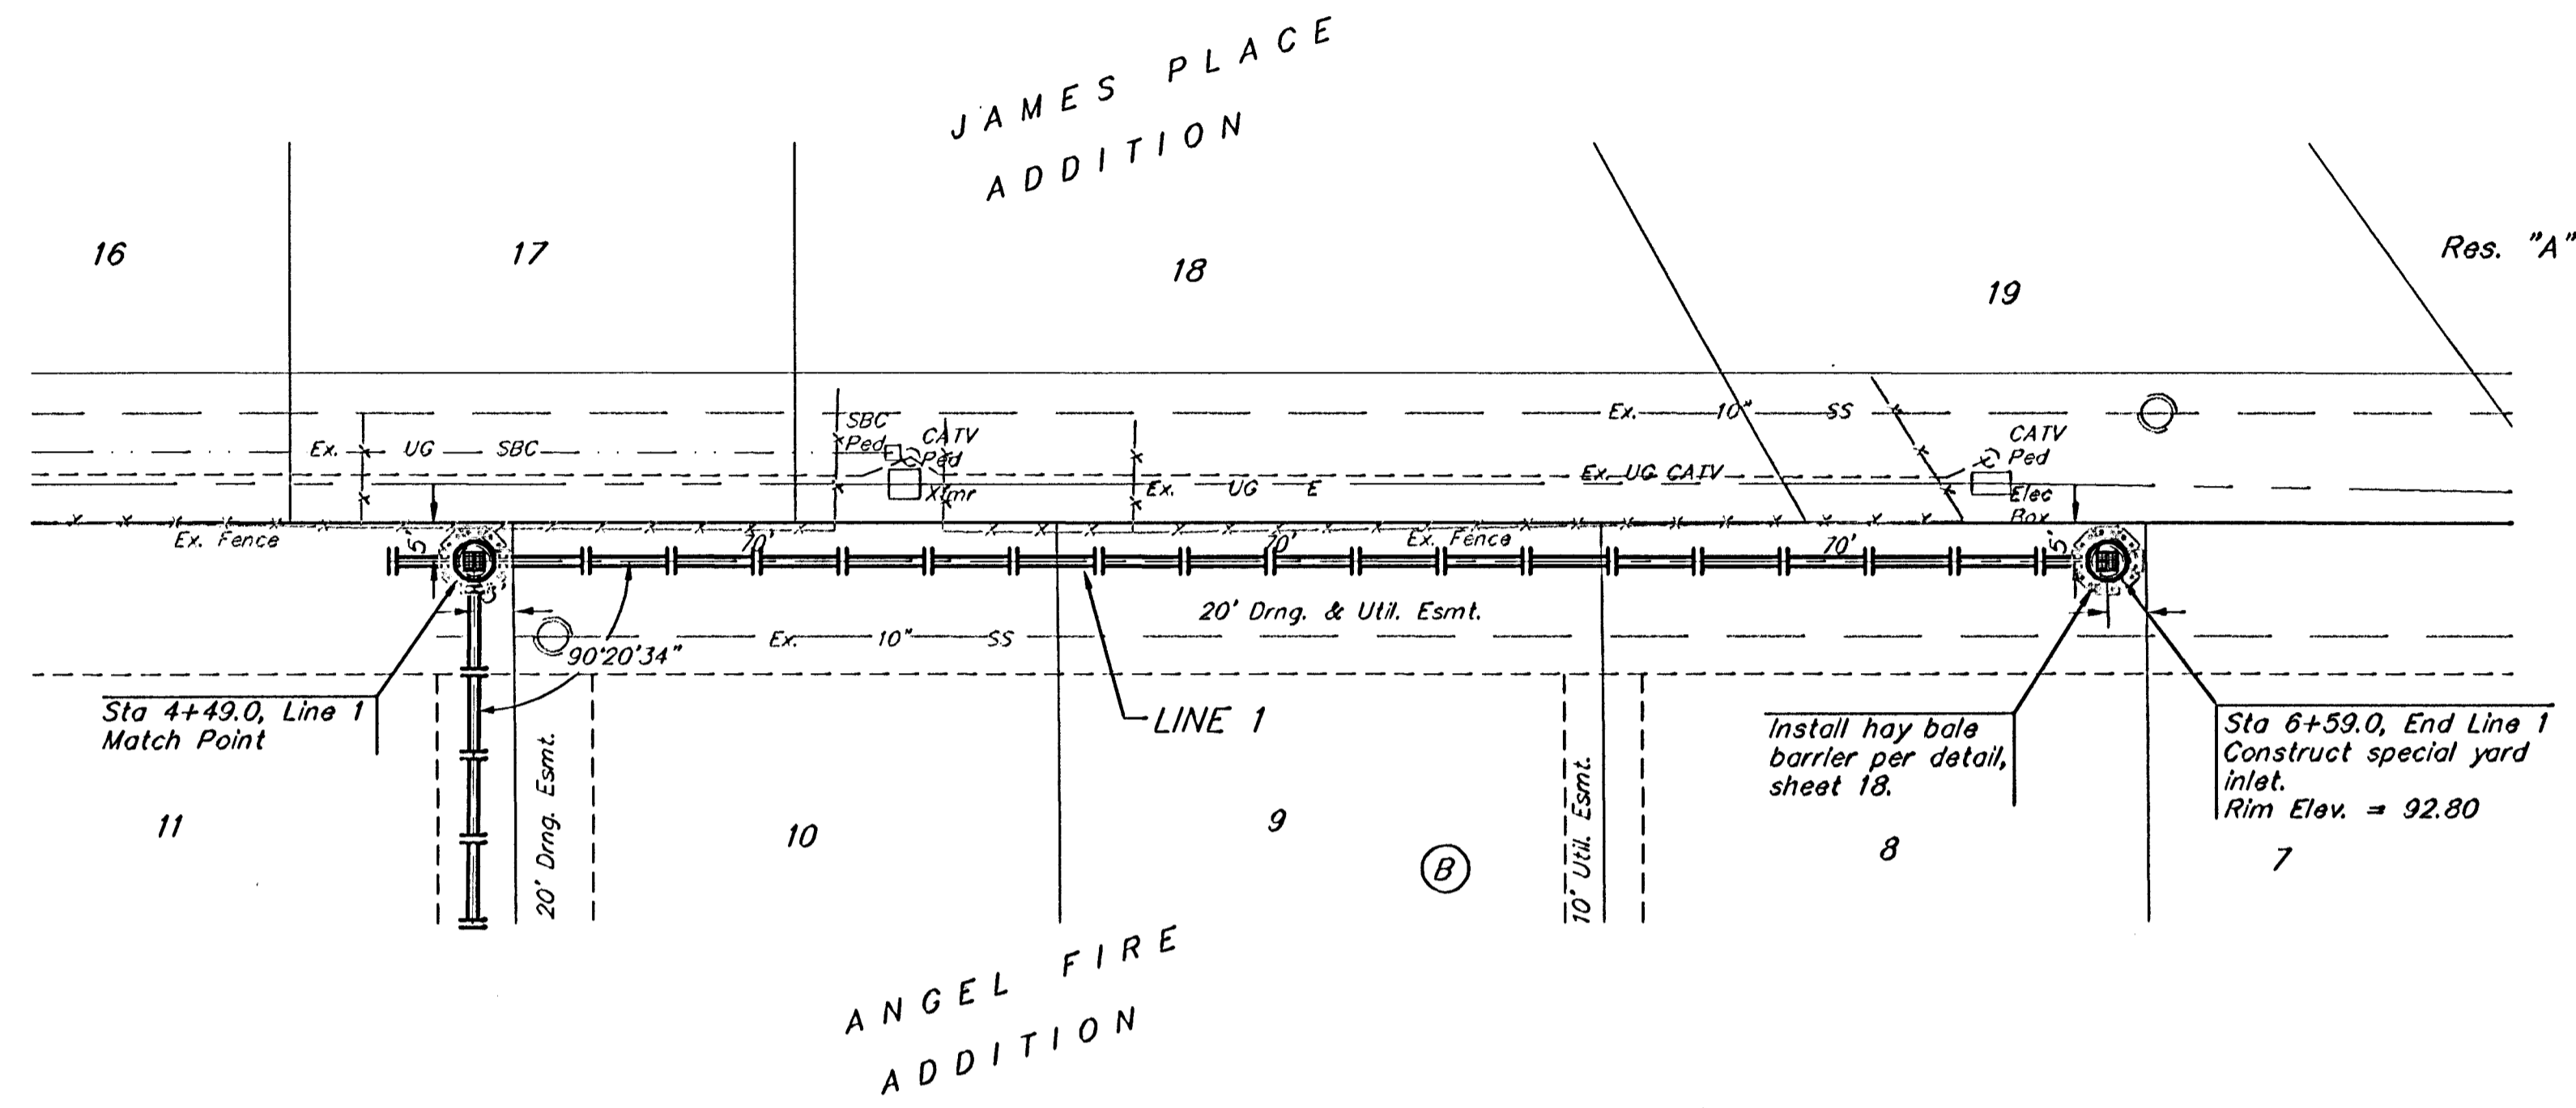 JAMES PLACE
ADDITION
16
17
18
19
Res. "A"
Ex. 10" SS
SBC
Ped
CATV
Ped
CATV
Ped
Ex. UG SBC
Ex. UG CATV
Xfmr
Ex. UG E
Elec
Box
Ex. Fence
5'
70'
70'
Ex. Fence
70'
5'
20' Drng. & Util. Esmt.
Ex. 10" SS
90°20'34"
Sta 4+49.0, Line 1
Match Point
LINE 1
Install hay bale
barrier per detail,
sheet 18.
Sta 6+59.0, End Line 1
Construct special yard
inlet.
Rim Elev. = 92.80
20' Drng. Esmt.
10' Util. Esmt.
11
10
9
B
8
7
ANGEL FIRE
ADDITION